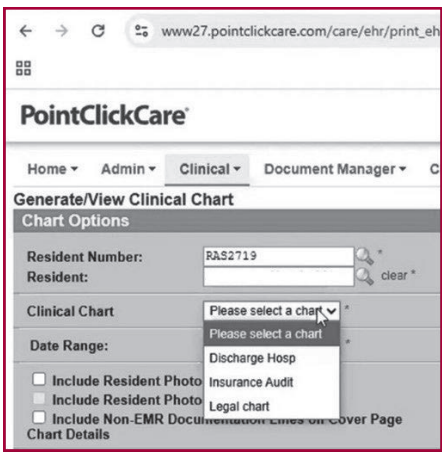 www27.pointclickcare.com/care/ehr/print_eh
PointClickCare®
Home Admin Clinical Document Manager C
Generate/View Clinical Chart
Chart Options
Resident Number: RAS2719 *
Resident: clear *
Clinical Chart Please select a chart *
Please select a chart
Date Range: *
Discharge Hosp
Include Resident Photo Insurance Audit
Include Resident Photo
Legal chart
Include Non-EMR Documentation Lines on Cover Page
Chart Details